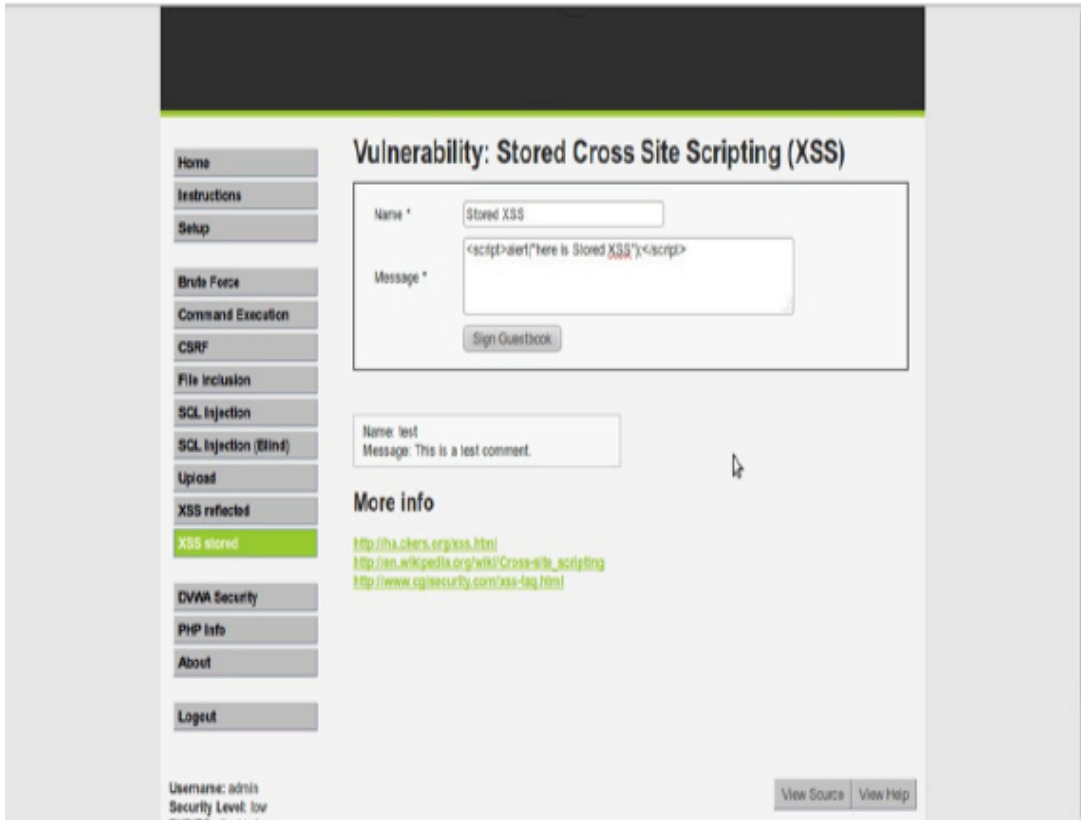 Vulnerability: Stored Cross Site Scripting (XSS)
Home
Instructions
Setup
Brute Force
Command Execution
CSRF
File Inclusion
SQL Injection
SQL Injection (Blind)
Upload
XSS reflected
XSS stored
DVWA Security
PHP Info
About
Logout
Name * Stored XSS
Message * <script>alert("here is Stored XSS");</script>
Sign Guestbook
Name: test
Message: This is a test comment.
More info
http://ha.ckers.org/xss.html
http://en.wikipedia.org/wiki/Cross-site_scripting
http://www.cgisecurity.com/xss-faq.html
Username: admin
Security Level: low
View Source View Help